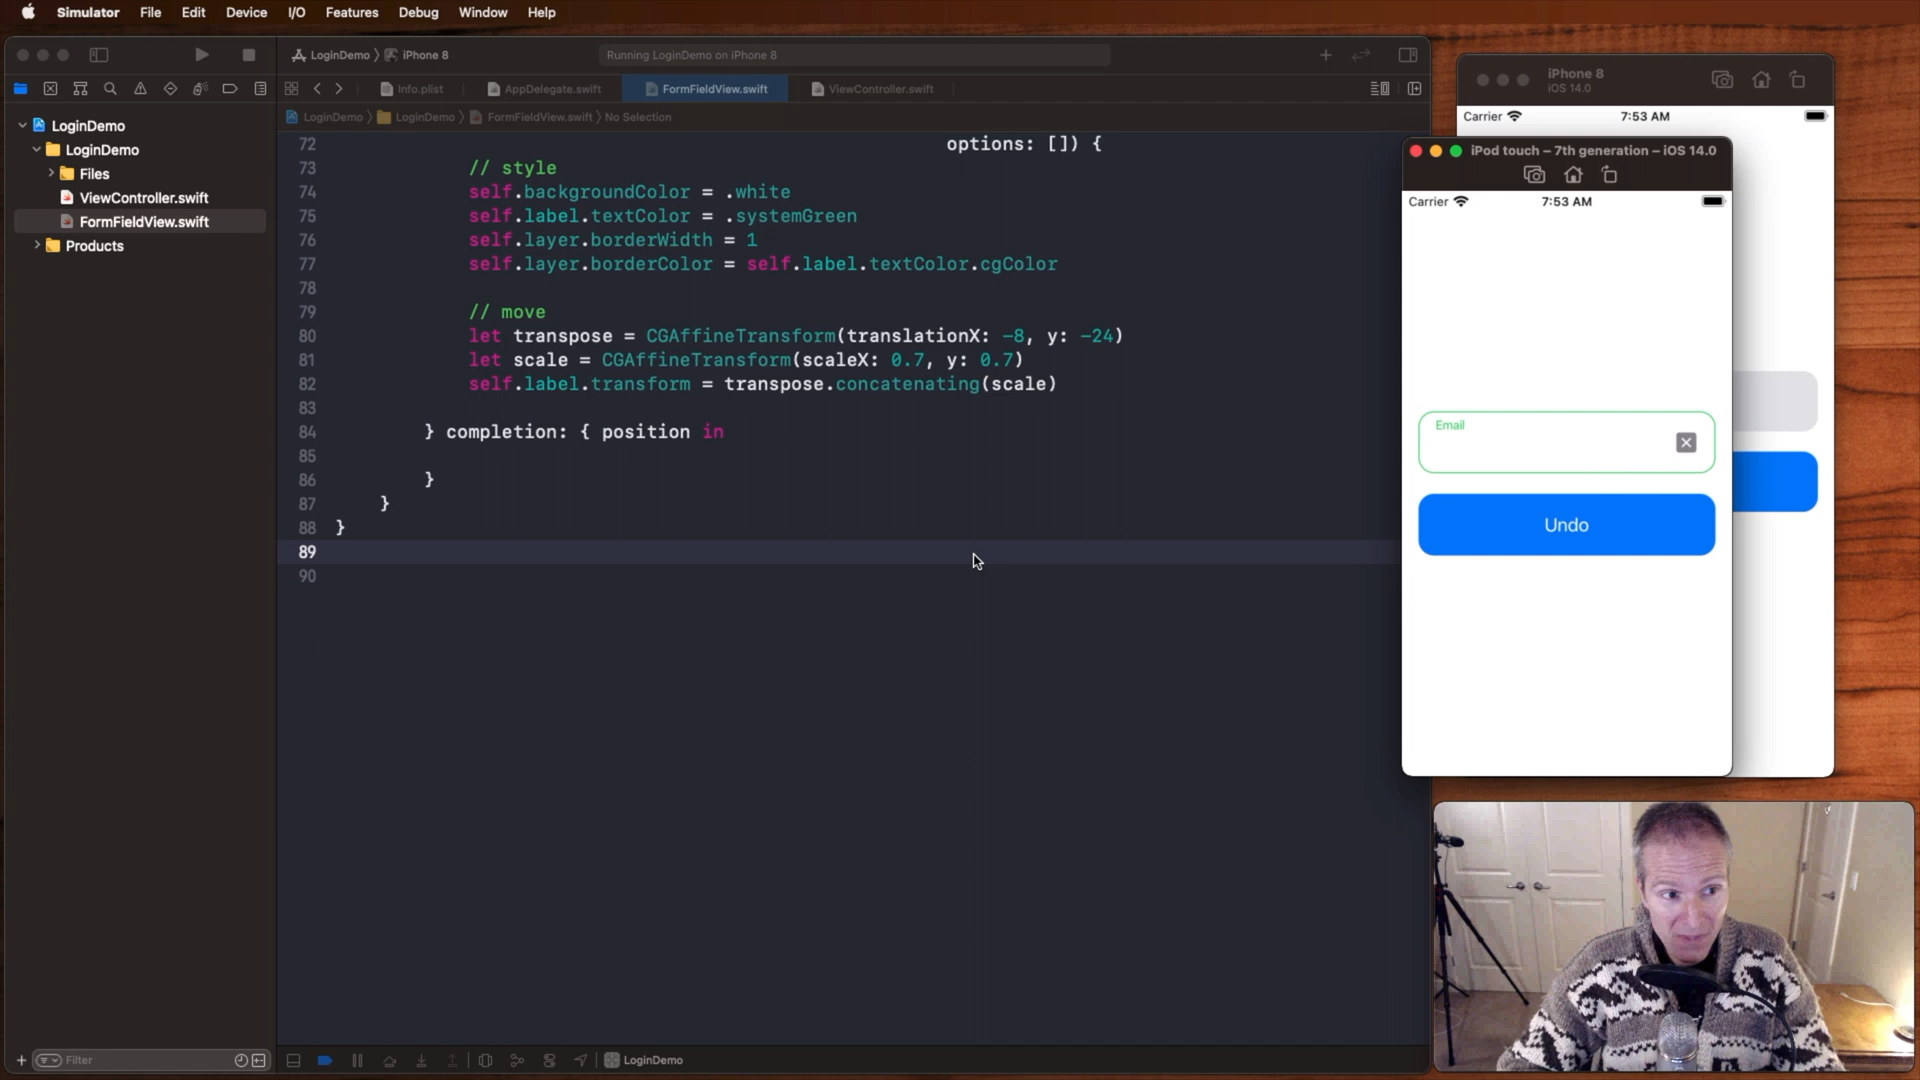 Simulator File Edit Device I/O Features Debug Window Help
LoginDemo 〉 iPhone 8
Running LoginDemo on iPhone 8
Info.plist
AppDelegate.swift
FormFieldView.swift
ViewController.swift
LoginDemo 〉 LoginDemo 〉 FormFieldView.swift 〉 No Selection
LoginDemo
LoginDemo
Files
ViewController.swift
FormFieldView.swift
Products
72 options: []) {
73 // style
74 self.backgroundColor = .white
75 self.label.textColor = .systemGreen
76 self.layer.borderWidth = 1
77 self.layer.borderColor = self.label.textColor.cgColor
78
79 // move
80 let transpose = CGAffineTransform(translationX: -8, y: -24)
81 let scale = CGAffineTransform(scaleX: 0.7, y: 0.7)
82 self.label.transform = transpose.concatenating(scale)
83
84 } completion: { position in
85
86 }
87 }
88 }
89
90
Filter
LoginDemo
iPhone 8
iOS 14.0
Carrier 7:53 AM
iPod touch – 7th generation – iOS 14.0
Carrier 7:53 AM
Email
Undo